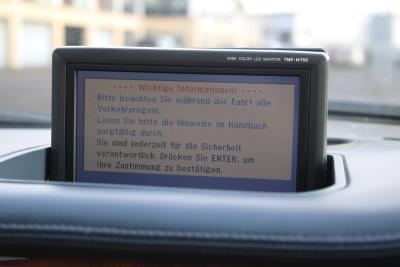 WIDE COLOR LCD MONITOR TME-M750
---- Wichtige Informationen! ----
·Bitte beachten Sie während der Fahrt alle
Verkehrsregeln.
·Lesen Sie bitte die Hinweise im Handbuch
sorgfältig durch.
Sie sind jederzeit für die Sicherheit
verantwortlich. Drücken Sie ENTER, um
Ihre Zustimmung zu bestätigen.